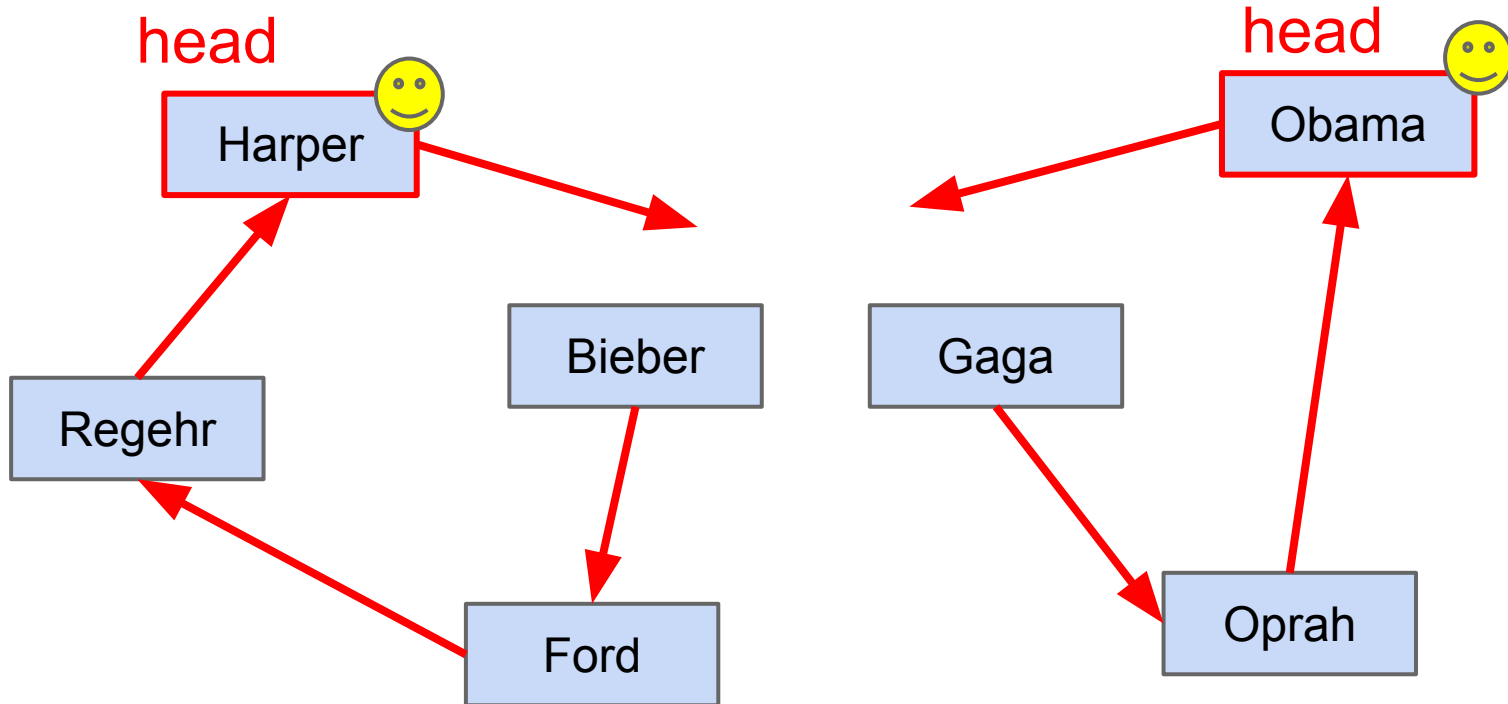 head
Harper
Regehr
Bieber
Ford
head
Obama
Gaga
Oprah